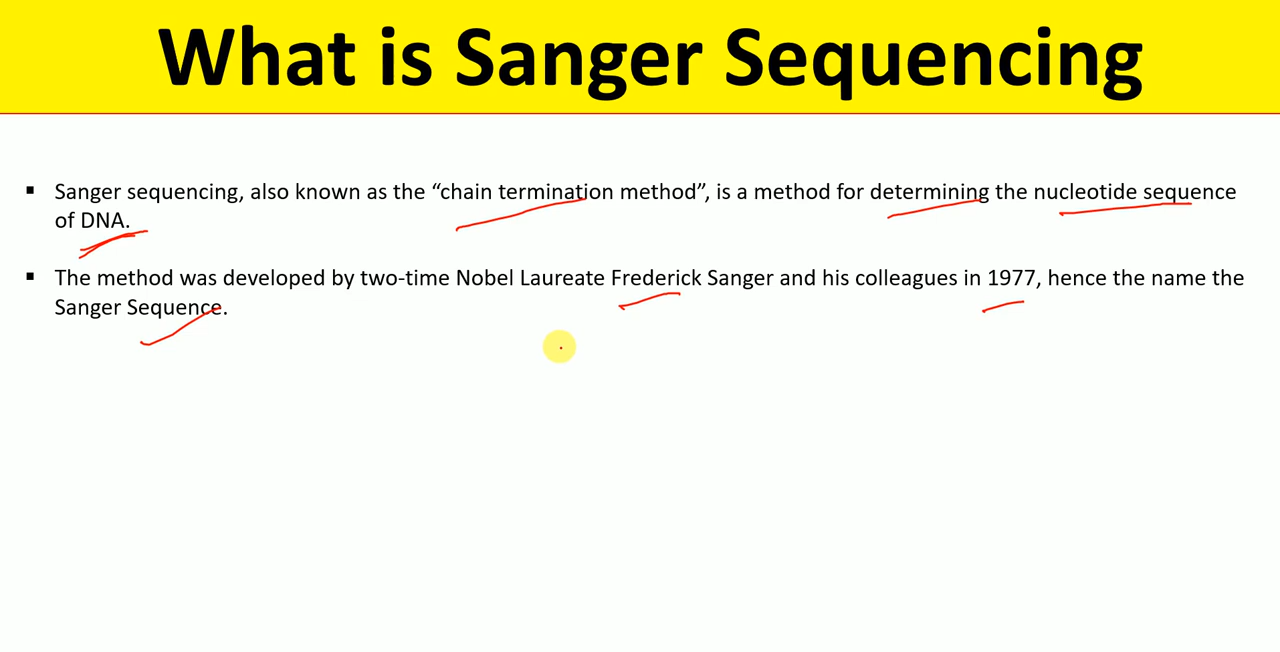 What is Sanger Sequencing
▪ Sanger sequencing, also known as the “chain termination method”, is a method for determining the nucleotide sequence
of DNA.
▪ The method was developed by two-time Nobel Laureate Frederick Sanger and his colleagues in 1977, hence the name the
Sanger Sequence.